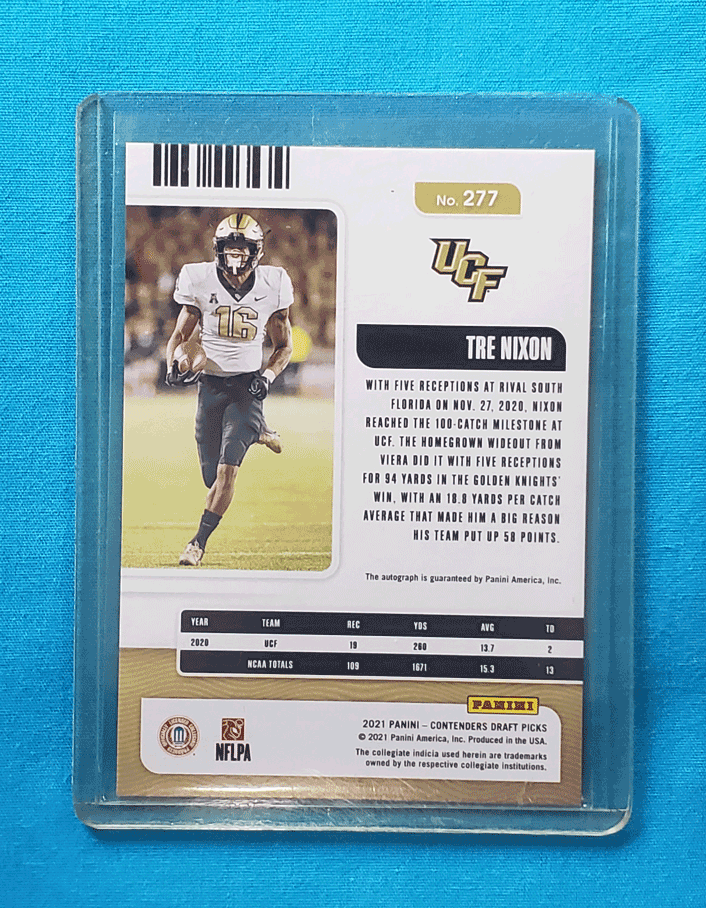 No. 277
UCF
16
TRE NIXON
WITH FIVE RECEPTIONS AT RIVAL SOUTH
FLORIDA ON NOV. 27, 2020, NIXON
REACHED THE 100-CATCH MILESTONE AT
UCF. THE HOMEGROWN WIDEOUT FROM
VIERA DID IT WITH FIVE RECEPTIONS
FOR 94 YARDS IN THE GOLDEN KNIGHTS'
WIN, WITH AN 18.8 YARDS PER CATCH
AVERAGE THAT MADE HIM A BIG REASON
HIS TEAM PUT UP 58 POINTS.
The autograph is guaranteed by Panini America, Inc.
YEAR TEAM REC YDS AVG TD
2020 UCF 19 260 13.7 2
NCAA TOTALS 109 1671 15.3 13
PANINI
2021 PANINI – CONTENDERS DRAFT PICKS
© 2021 Panini America, Inc. Produced in the USA.
The collegiate indicia used herein are trademarks
owned by the respective collegiate institutions.
NFLPA